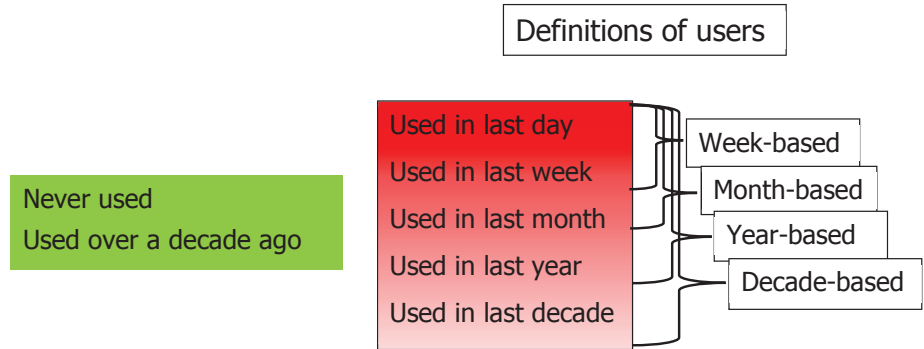 Definitions of users
Never used
Used over a decade ago
Used in last day
Used in last week
Used in last month
Used in last year
Used in last decade
Week-based
Month-based
Year-based
Decade-based